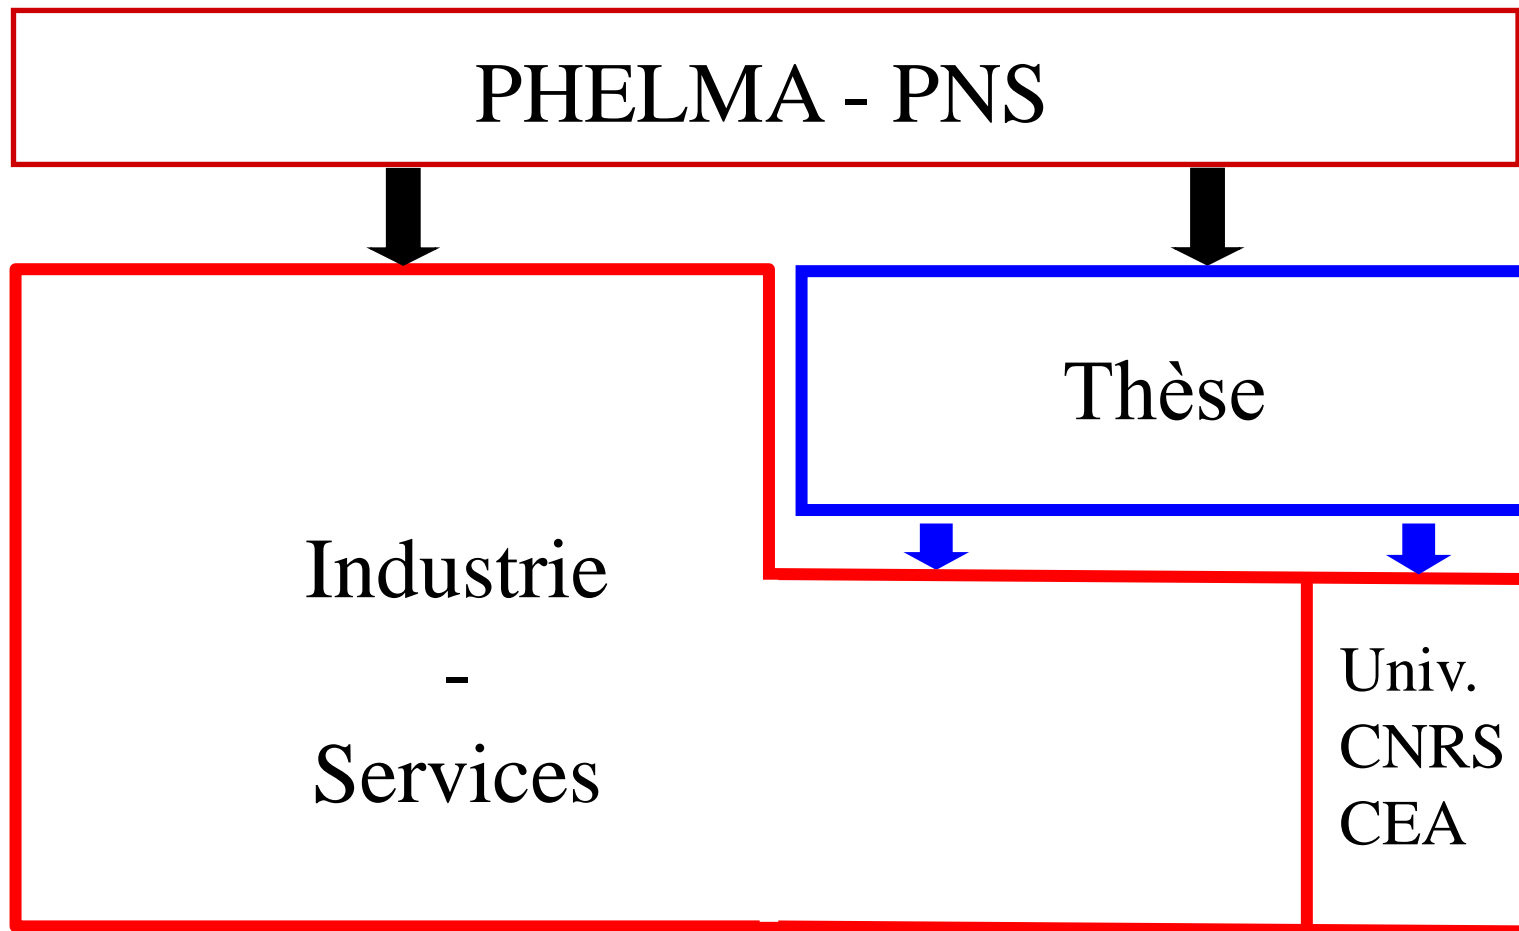 PHELMA - PNS
Thèse
Industrie
-
Services
Univ.
CNRS
CEA